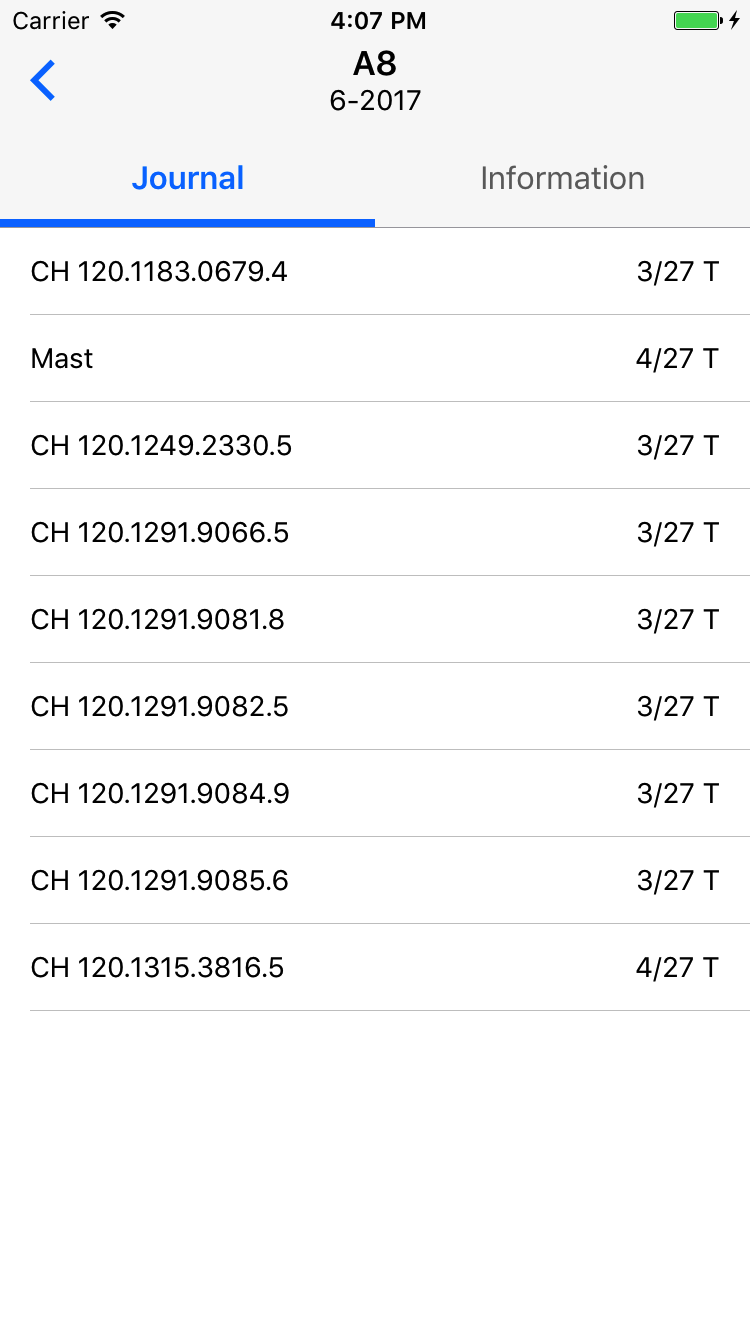 Carrier 4:07 PM
A8
6-2017
Journal Information
CH 120.1183.0679.4 3/27 T
Mast 4/27 T
CH 120.1249.2330.5 3/27 T
CH 120.1291.9066.5 3/27 T
CH 120.1291.9081.8 3/27 T
CH 120.1291.9082.5 3/27 T
CH 120.1291.9084.9 3/27 T
CH 120.1291.9085.6 3/27 T
CH 120.1315.3816.5 4/27 T